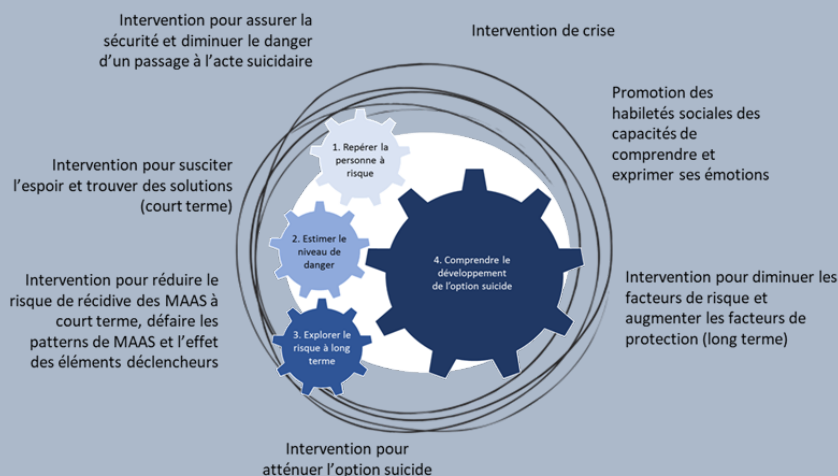 Intervention pour assurer la
sécurité et diminuer le danger
d'un passage à l'acte suicidaire
Intervention de crise
Promotion des
habiletés sociales des
capacités de
comprendre et
exprimer ses émotions
1. Repérer la
personne à
risque
Intervention pour susciter
l'espoir et trouver des solutions
(court terme)
2. Estimer le
niveau de
danger
4. Comprendre le
développement
de l'option suicide
Intervention pour réduire le
risque de récidive des MAAS à
court terme, défaire les
patterns de MAAS et l'effet
des éléments déclencheurs
3. Explorer le
risque à long
terme
Intervention pour diminuer les
facteurs de risque et
augmenter les facteurs de
protection (long terme)
Intervention pour
atténuer l'option suicide